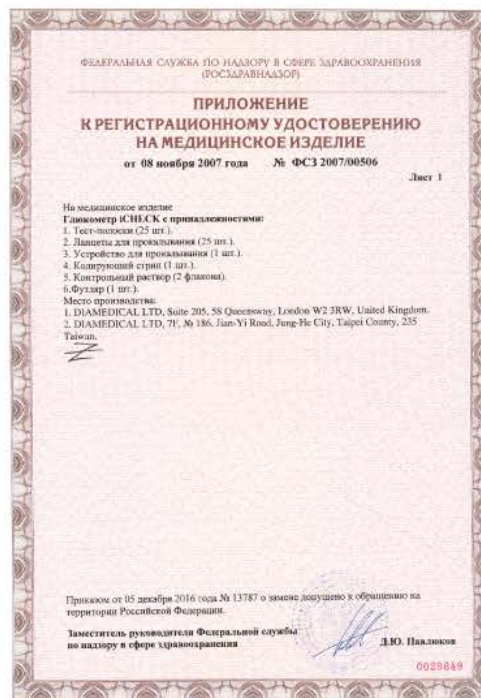 ФЕДЕРАЛЬНАЯ СЛУЖБА ПО НАДЗОРУ В СФЕРЕ ЗДРАВООХРАНЕНИЯ
(РОСЗДРАВНАДЗОР)
ПРИЛОЖЕНИЕ
К РЕГИСТРАЦИОННОМУ УДОСТОВЕРЕНИЮ
НА МЕДИЦИНСКОЕ ИЗДЕЛИЕ
от 08 ноября 2007 года № ФСЗ 2007/00506
Лист 1
На медицинское изделие
Глюкометр iCHECK с принадлежностями:
1. Тест-полоски (25 шт.).
2. Ланцеты для прокалывания (25 шт.).
3. Устройство для прокалывания (1 шт.).
4. Кодирующий стрип (1 шт.).
5. Контрольный раствор (2 флакона).
6.Футляр (1 шт.).
Место производства:
1. DIAMEDICAL LTD, Suite 205, 58 Queensway, London W2 3RW, United Kingdom.
2. DIAMEDICAL LTD, 7F, № 186, Jian-Yi Road, Jung-He City, Taipei County, 235
Taiwan.
Приказом от 05 декабря 2016 года № 13787 о замене допущено к обращению на
территории Российской Федерации.
Заместитель руководителя Федеральной службы
по надзору в сфере здравоохранения
Д.Ю. Павлюков
0028649